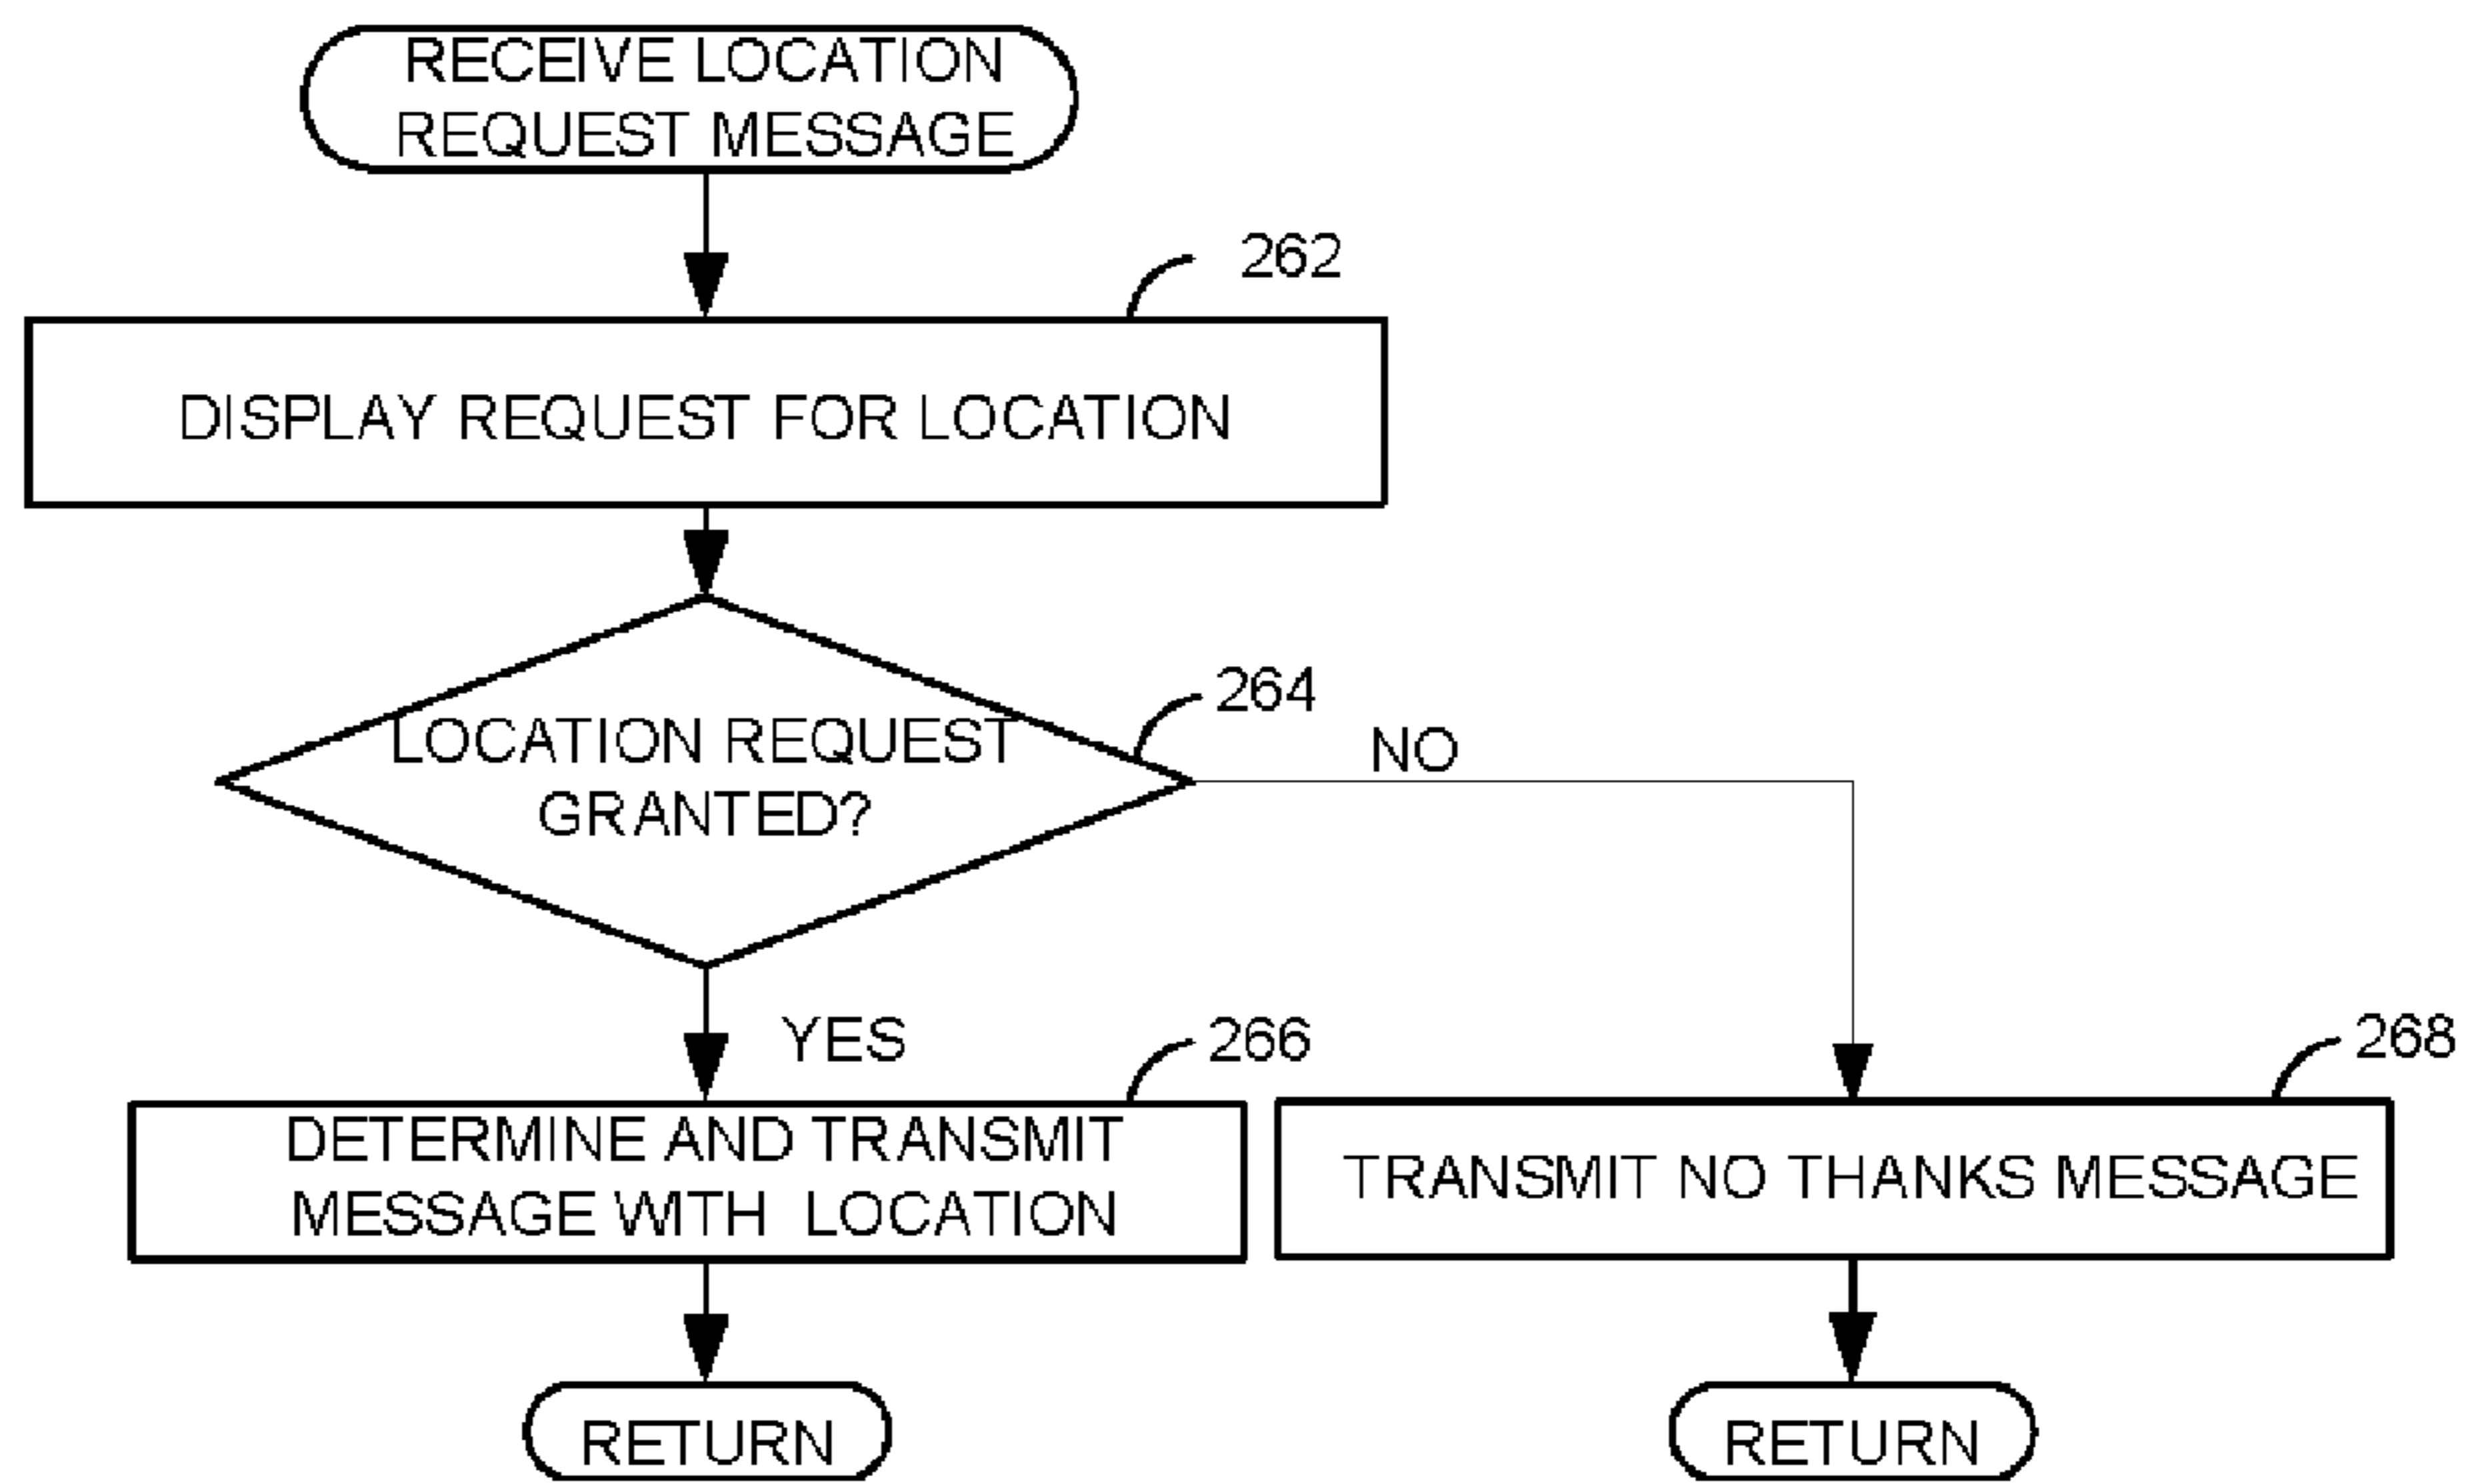 RECEIVE LOCATION
REQUEST MESSAGE
262
DISPLAY REQUEST FOR LOCATION
264
LOCATION REQUEST
GRANTED?
NO
YES
266
268
DETERMINE AND TRANSMIT
MESSAGE WITH LOCATION
TRANSMIT NO THANKS MESSAGE
RETURN
RETURN